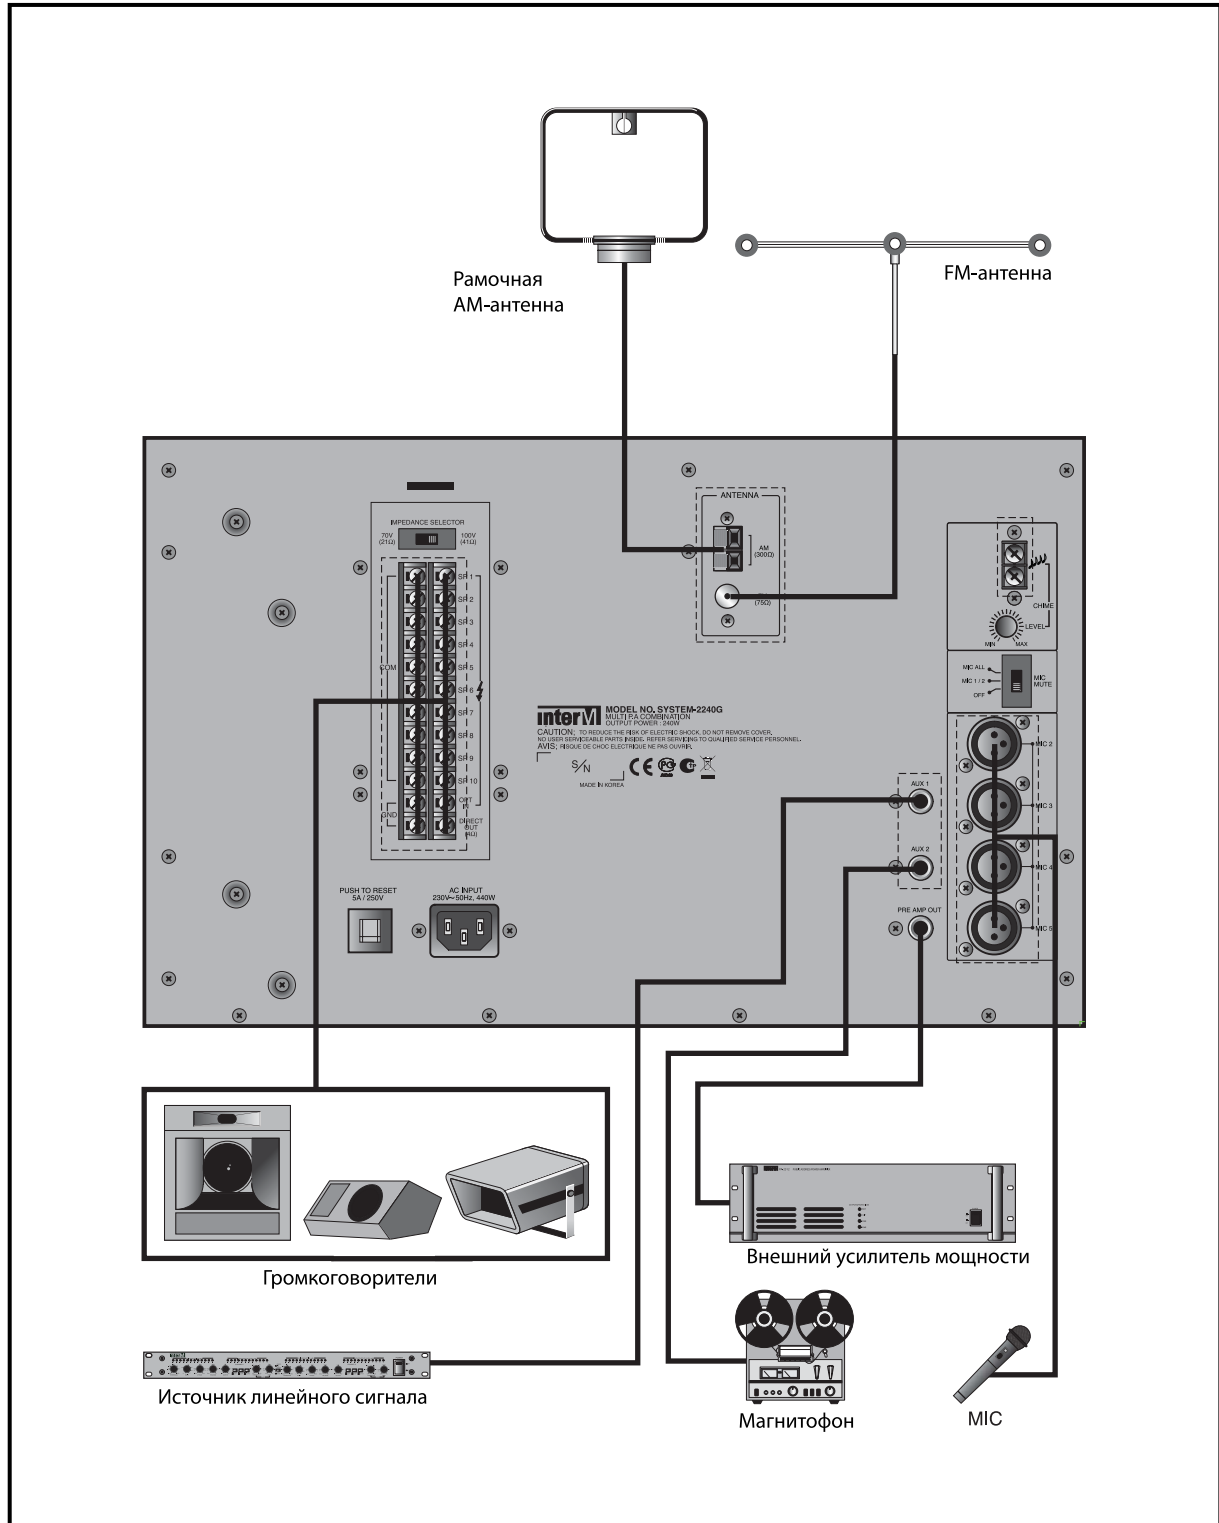 Рамочная
АМ-антенна
FM-антенна
ANTENNA
AM
(300Ω)
(75Ω)
IMPEDANCE SELECTOR
70V
(21Ω)
100V
(41Ω)
SP 1
SP 2
SP 3
SP 4
SP 5
SP 6
SP 7
SP 8
SP 9
SP 10
COM
GND
DIRECT
OUT
(4Ω)
CHIME
LEVEL
MIN
MAX
MIC ALL
MIC 1 / 2
OFF
MIC
MUTE
MIC 2
MIC 3
MIC 4
MIC 5
interM
MODEL NO. SYSTEM-2240G
MULTI P.A COMBINATION
OUTPUT POWER : 240W
CAUTION; TO REDUCE THE RISK OF ELECTRIC SHOCK, DO NOT REMOVE COVER,
NO USER SERVICEABLE PARTS INSIDE. REFER SERVICING TO QUALIFIED SERVICE PERSONNEL.
AVIS; RISQUE DE CHOC ELECTRIQUE NE PAS OUVRIR.
S/N
MADE IN KOREA
AUX 1
AUX 2
PRE AMP OUT
PUSH TO RESET
5A / 250V
AC INPUT
230V~50Hz, 440W
Громкоговорители
Внешний усилитель мощности
Источник линейного сигнала
Магнитофон
MIC